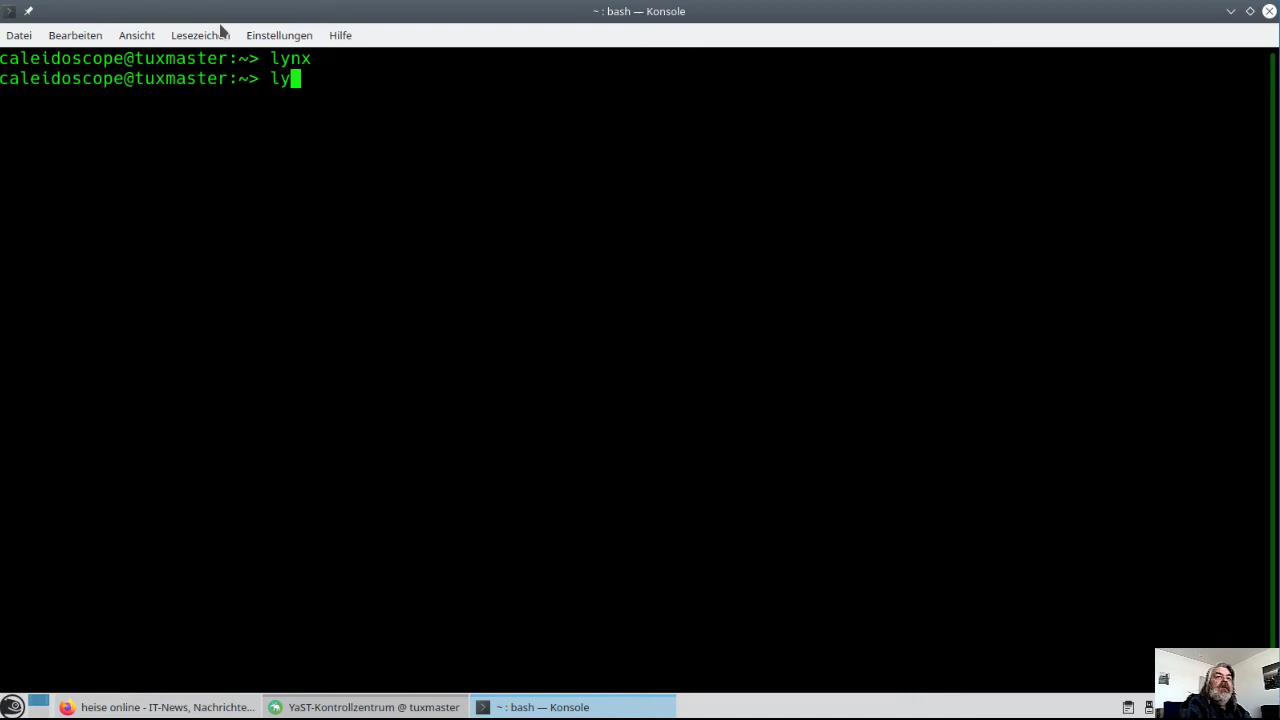 ~ : bash — Konsole
Datei Bearbeiten Ansicht Lesezeichen Einstellungen Hilfe
caleidoscope@tuxmaster:~> lynx
caleidoscope@tuxmaster:~> ly
heise online - IT-News, Nachrichte... YaST-Kontrollzentrum @ tuxmaster ~ : bash — Konsole